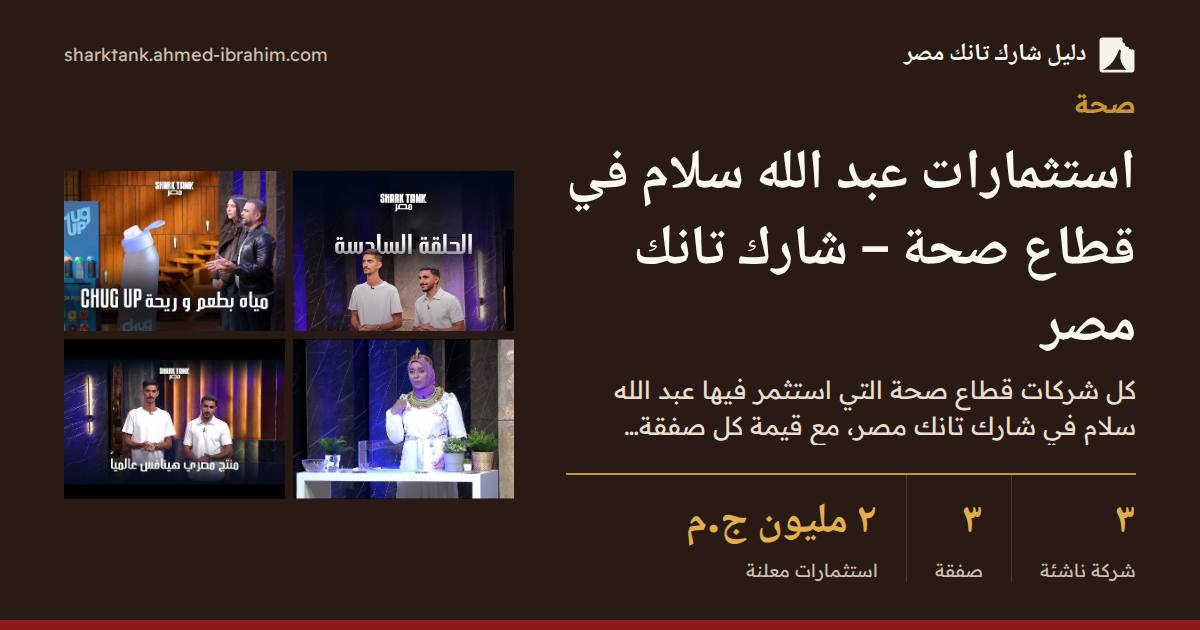 دليل شارك تانك مصر
sharktank.ahmed-ibrahim.com
صحة
استثمارات عبد الله سلام في
قطاع صحة – شارك تانك
مصر
كل شركات قطاع صحة التي استثمر فيها عبد الله
سلام في شارك تانك مصر، مع قيمة كل صفقة...
٣
شركة ناشئة
٣
صفقة
٢ مليون ج.م
استثمارات معلنة
SHARK TANK
مصر
الحلقة السادسة
SHARK TANK
مصر
CHUG UP
مياه بطعم و ريحة CHUG UP
SHARK TANK
مصر
منتج مصري هينافس عالمياً